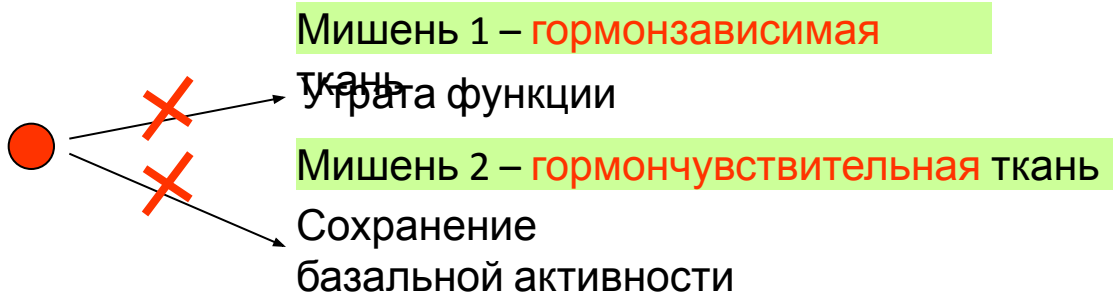 Мишень 1 – гормонзависимая
ткань
Утрата функции
Мишень 2 – гормончувствительная ткань
Сохранение
базальной активности